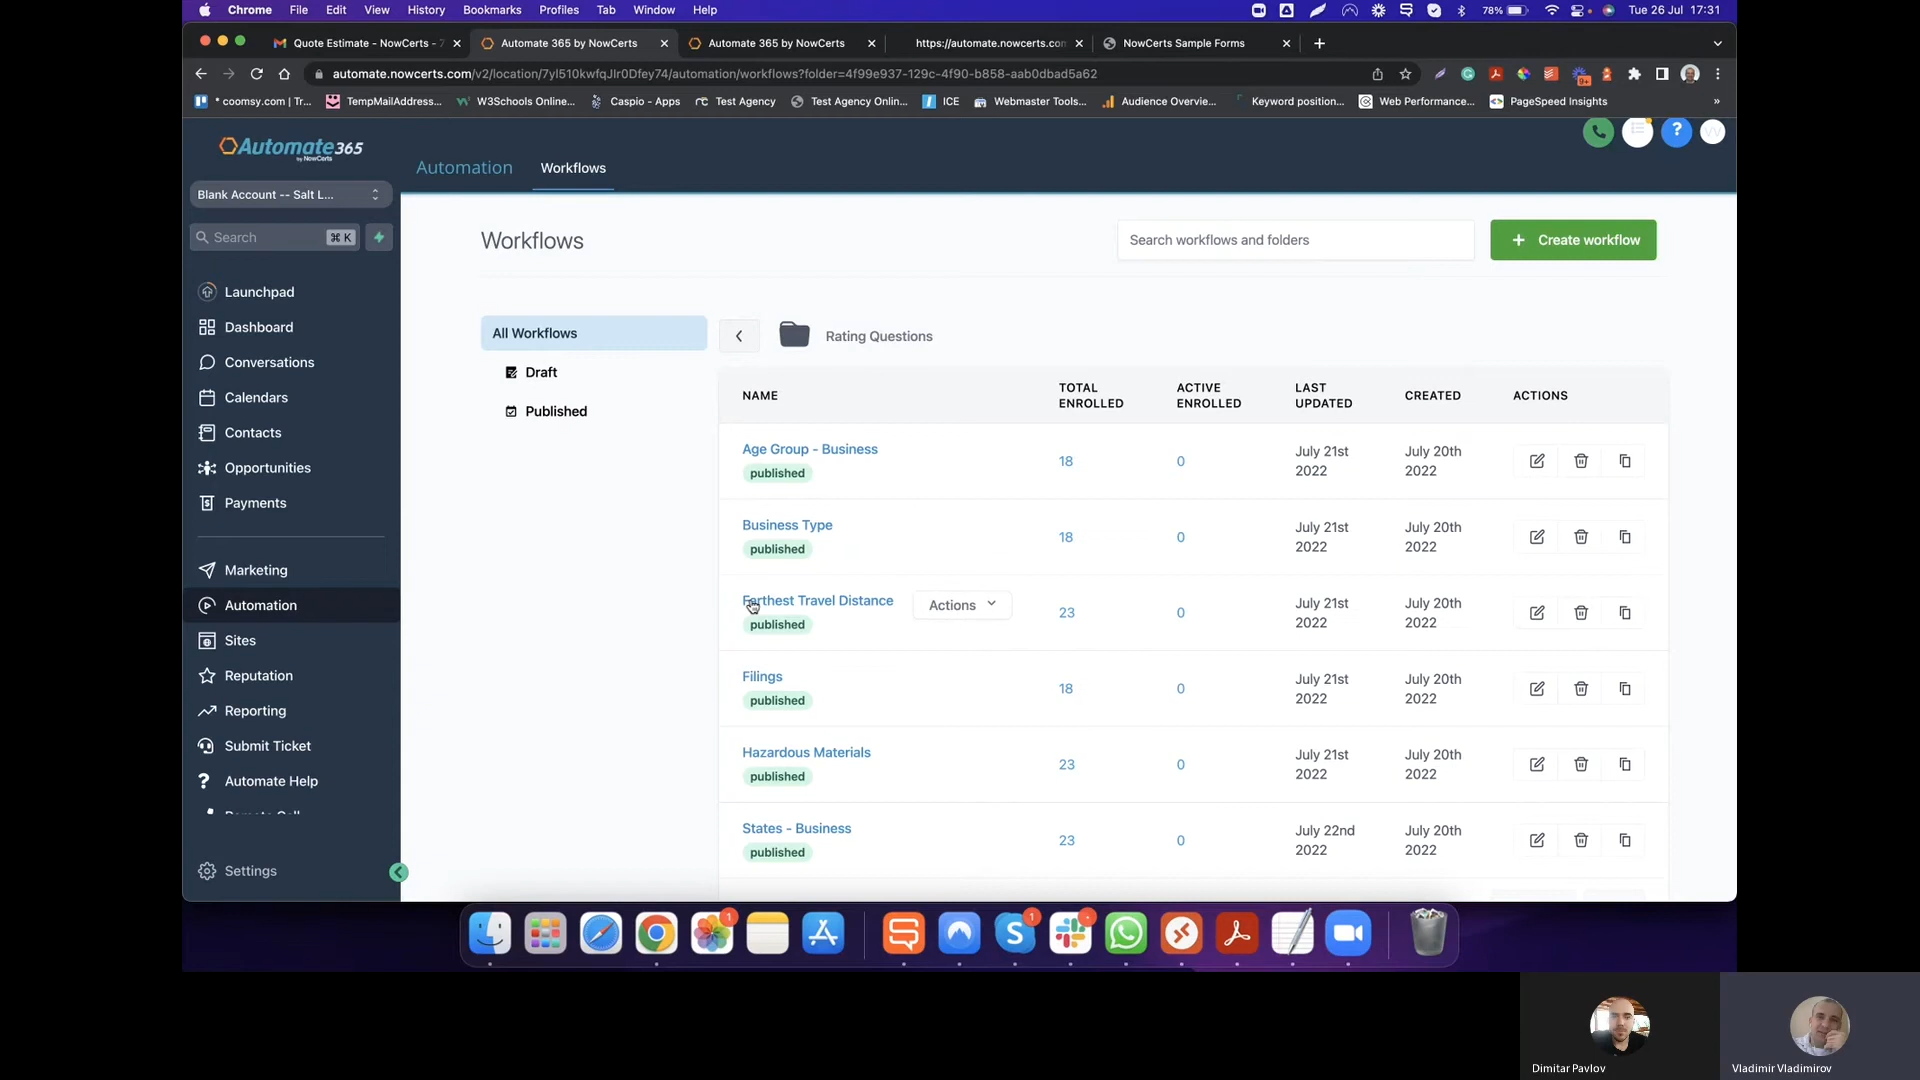 Chrome File Edit View History Bookmarks Profiles Tab Window Help
78% Tue 26 Jul 17:31
Quote Estimate - NowCerts - 7
Automate 365 by NowCerts
Automate 365 by NowCerts
https://automate.nowcerts.com
NowCerts Sample Forms
automate.nowcerts.com/v2/location/7yl510kwfqJIr0Dfey74/automation/workflows?folder=4f99e937-129c-4f90-b858-aab0dbad5a62
9+
* coomsy.com | Tr...
TempMailAddress...
W3Schools Online...
Caspio - Apps
Test Agency
Test Agency Onlin...
ICE
Webmaster Tools...
Audience Overvie...
Keyword position...
Web Performance...
PageSpeed Insights
»
Automate365
by NowCerts
Automation
Workflows
?
Blank Account -- Salt L...
Search
⌘ K
Launchpad
Dashboard
Conversations
Calendars
Contacts
Opportunities
Payments
Marketing
Automation
Sites
Reputation
Reporting
Submit Ticket
Automate Help
Settings
Workflows
Search workflows and folders
+ Create workflow
All Workflows
Draft
Published
Rating Questions
NAME
TOTAL ENROLLED
ACTIVE ENROLLED
LAST UPDATED
CREATED
ACTIONS
Age Group - Business
published
18
0
July 21st 2022
July 20th 2022
Business Type
published
18
0
July 21st 2022
July 20th 2022
Ferthest Travel Distance
published
Actions
23
0
July 21st 2022
July 20th 2022
Filings
published
18
0
July 21st 2022
July 20th 2022
Hazardous Materials
published
23
0
July 21st 2022
July 20th 2022
States - Business
published
23
0
July 22nd 2022
July 20th 2022
1
1
Dimitar Pavlov
Vladimir Vladimirov